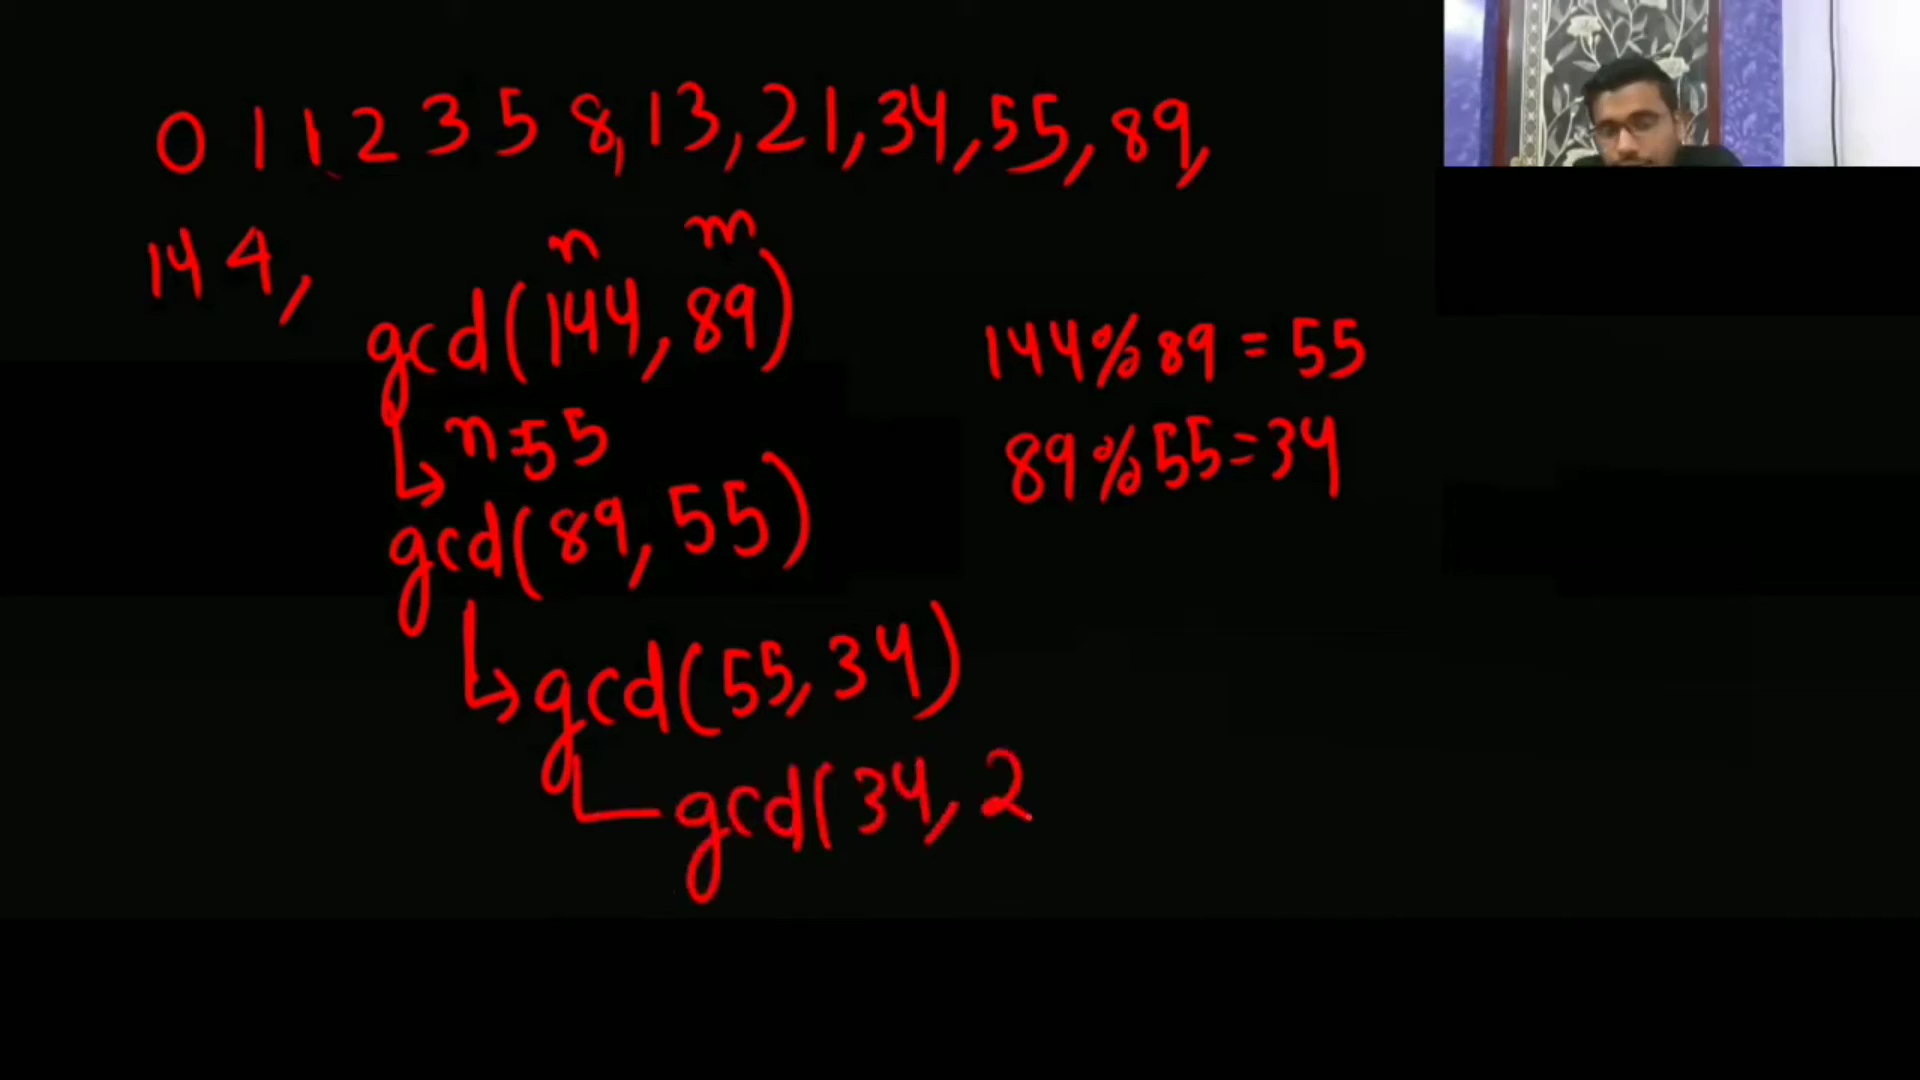 0 1 1 2 3 5 8, 13, 21, 34, 55, 89,
144,
n m
gcd(144, 89)
144 % 89 = 55
n=55
89 % 55 = 34
gcd(89, 55)
gcd(55, 34)
gcd(34, 2